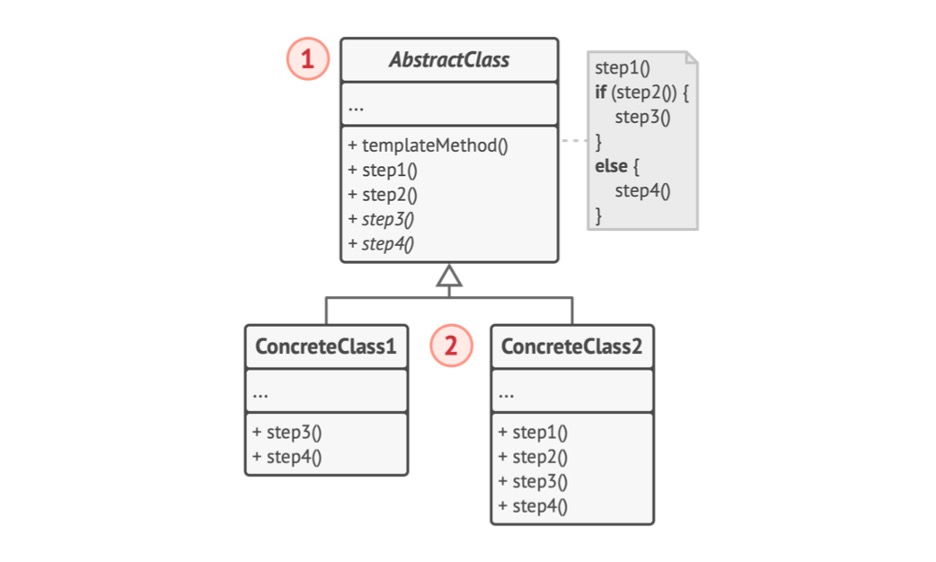 1
AbstractClass
...
+ templateMethod()
+ step1()
+ step2()
+ step3()
+ step4()
step1()
if (step2()) {
step3()
}
else {
step4()
}
ConcreteClass1
...
+ step3()
+ step4()
2
ConcreteClass2
...
+ step1()
+ step2()
+ step3()
+ step4()